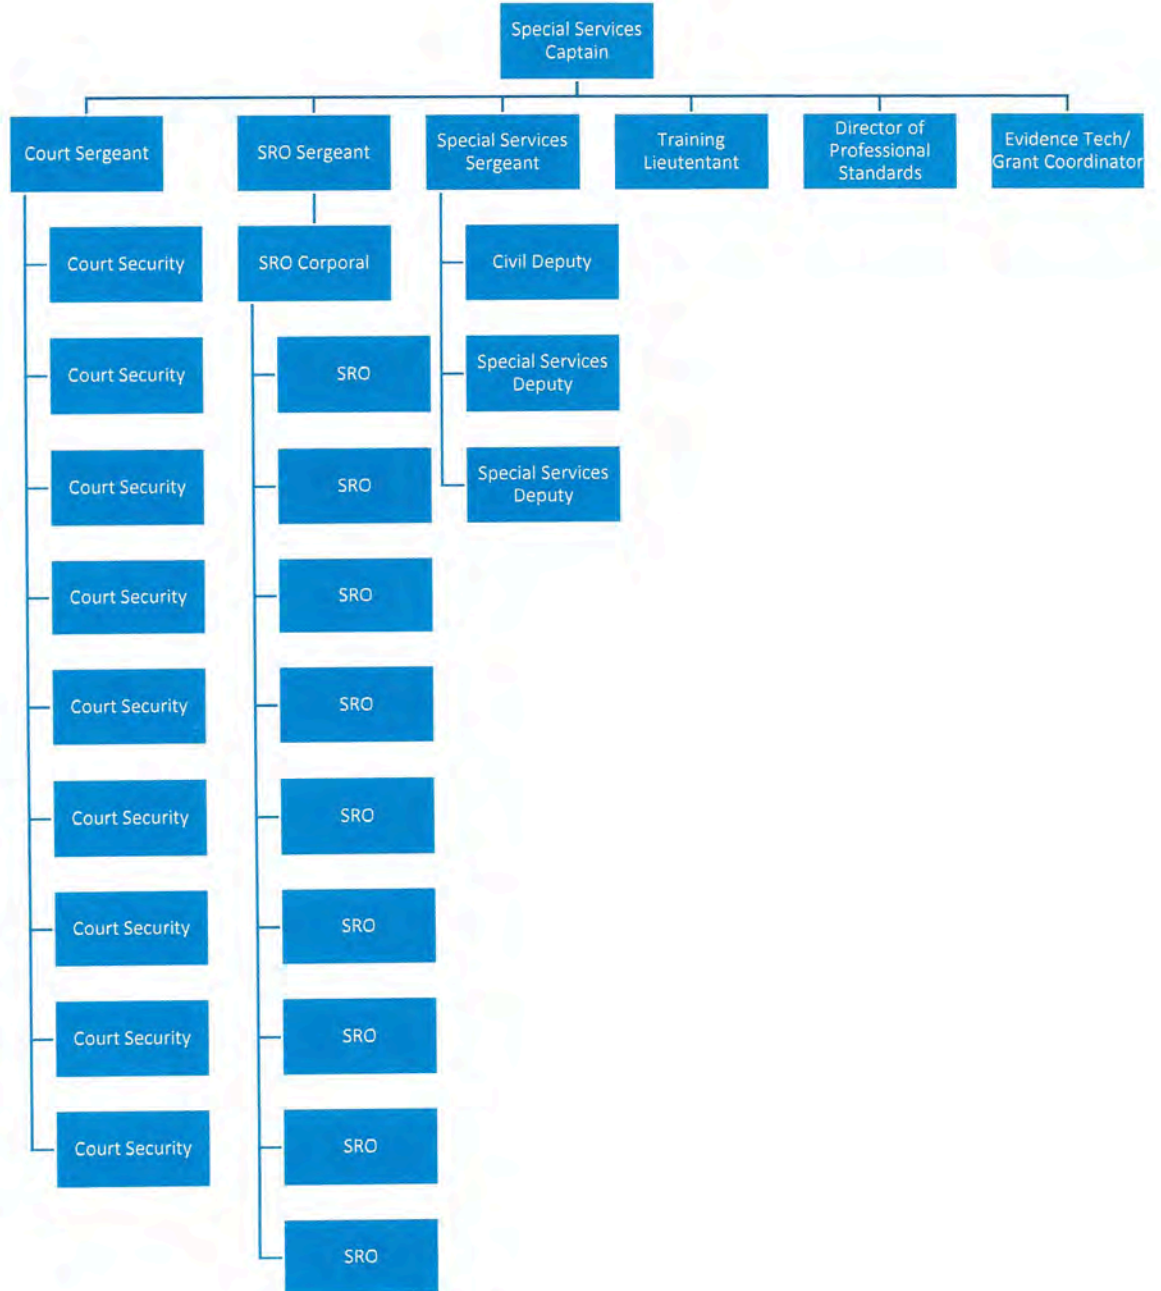 Special Services
Captain
Court Sergeant
SRO Sergeant
Special Services
Sergeant
Training
Lieutentant
Director of
Professional
Standards
Evidence Tech/
Grant Coordinator
Court Security
Court Security
Court Security
Court Security
Court Security
Court Security
Court Security
Court Security
Court Security
SRO Corporal
SRO
SRO
SRO
SRO
SRO
SRO
SRO
SRO
SRO
Civil Deputy
Special Services
Deputy
Special Services
Deputy